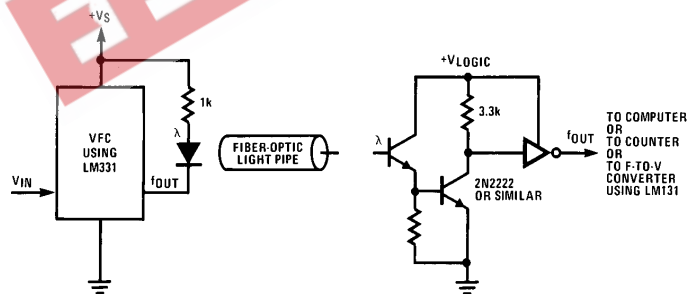 +VS
1k
λ
VFC
USING
LM331
VIN
fOUT
FIBER-OPTIC
LIGHT PIPE
+VLOGIC
3.3k
λ
2N2222
OR SIMILAR
fOUT
TO COMPUTER
OR
TO COUNTER
OR
TO F-TO-V
CONVERTER
USING LM131